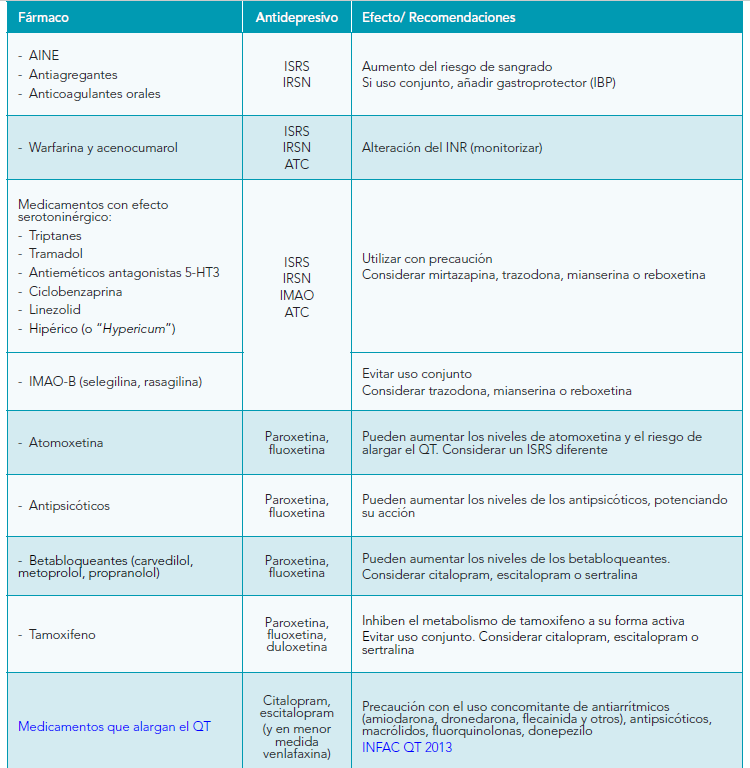 Fármaco Antidepresivo Efecto/ Recomendaciones
- AINE
- Antiagregantes
- Anticoagulantes orales
ISRS
IRSN
Aumento del riesgo de sangrado
Si uso conjunto, añadir gastroprotector (IBP)
- Warfarina y acenocumarol
ISRS
IRSN
ATC
Alteración del INR (monitorizar)
Medicamentos con efecto
serotoninérgico:
- Triptanes
- Tramadol
- Antieméticos antagonistas 5-HT3
- Ciclobenzaprina
- Linezolid
- Hipérico (o "Hypericum")
ISRS
IRSN
IMAO
ATC
Utilizar con precaución
Considerar mirtazapina, trazodona, mianserina o reboxetina
- IMAO-B (selegilina, rasagilina)
Evitar uso conjunto
Considerar trazodona, mianserina o reboxetina
- Atomoxetina
Paroxetina,
fluoxetina
Pueden aumentar los niveles de atomoxetina y el riesgo de
alargar el QT. Considerar un ISRS diferente
- Antipsicóticos
Paroxetina,
fluoxetina
Pueden aumentar los niveles de los antipsicóticos, potenciando
su acción
- Betabloqueantes (carvedilol,
metoprolol, propranolol)
Paroxetina,
fluoxetina
Pueden aumentar los niveles de los betabloqueantes.
Considerar citalopram, escitalopram o sertralina
- Tamoxifeno
Paroxetina,
fluoxetina,
duloxetina
Inhiben el metabolismo de tamoxifeno a su forma activa
Evitar uso conjunto. Considerar citalopram, escitalopram o
sertralina
Medicamentos que alargan el QT
Citalopram,
escitalopram
(y en menor
medida
venlafaxina)
Precaución con el uso concomitante de antiarrítmicos
(amiodarona, dronedarona, flecainida y otros), antipsicóticos,
macrólidos, fluorquinolonas, donepezilo
INFAC QT 2013